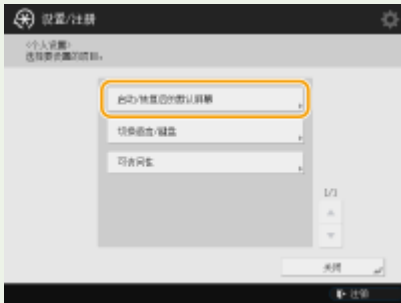 设置/注册
<个人设置>
选择要设置的项目。
启动/恢复后的默认屏幕
切换语言/键盘
可访问性
1/1
关闭
注销